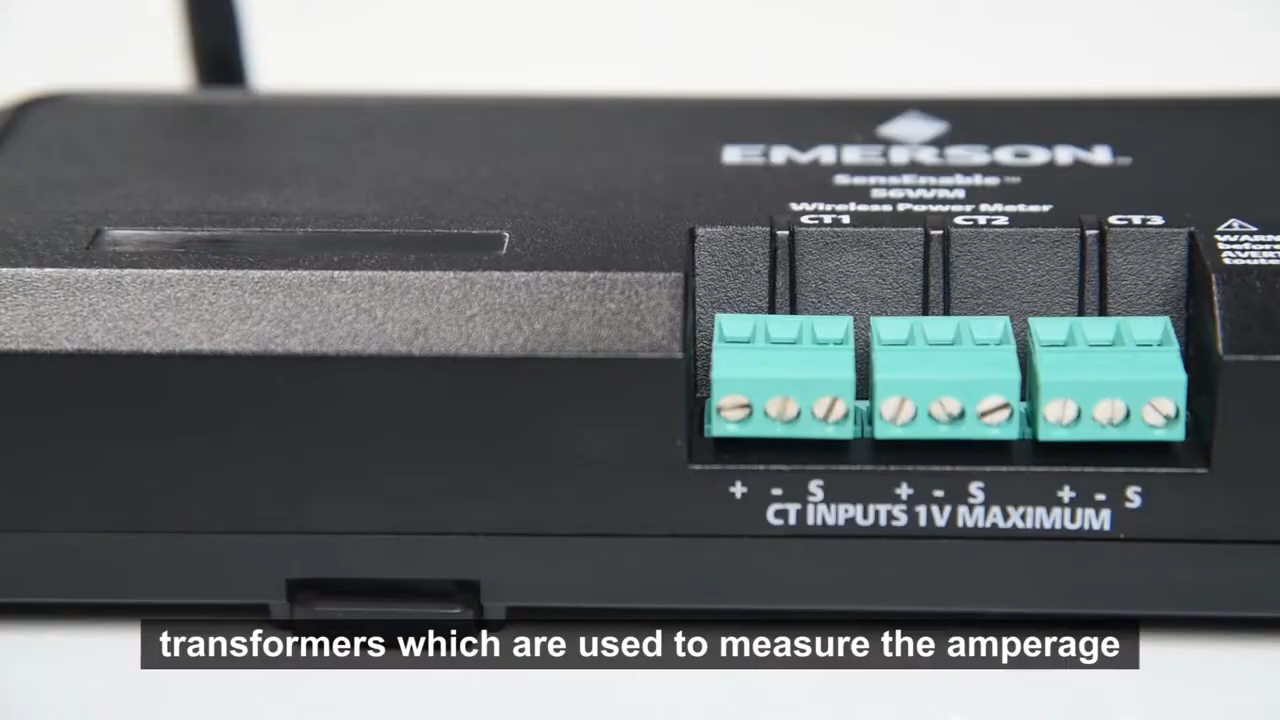 EMERSON.
SensEnable™
56WM
Wireless Power Meter
CT1 CT2 CT3
+ - S + - S + - S
CT INPUTS 1V MAXIMUM
transformers which are used to measure the amperage